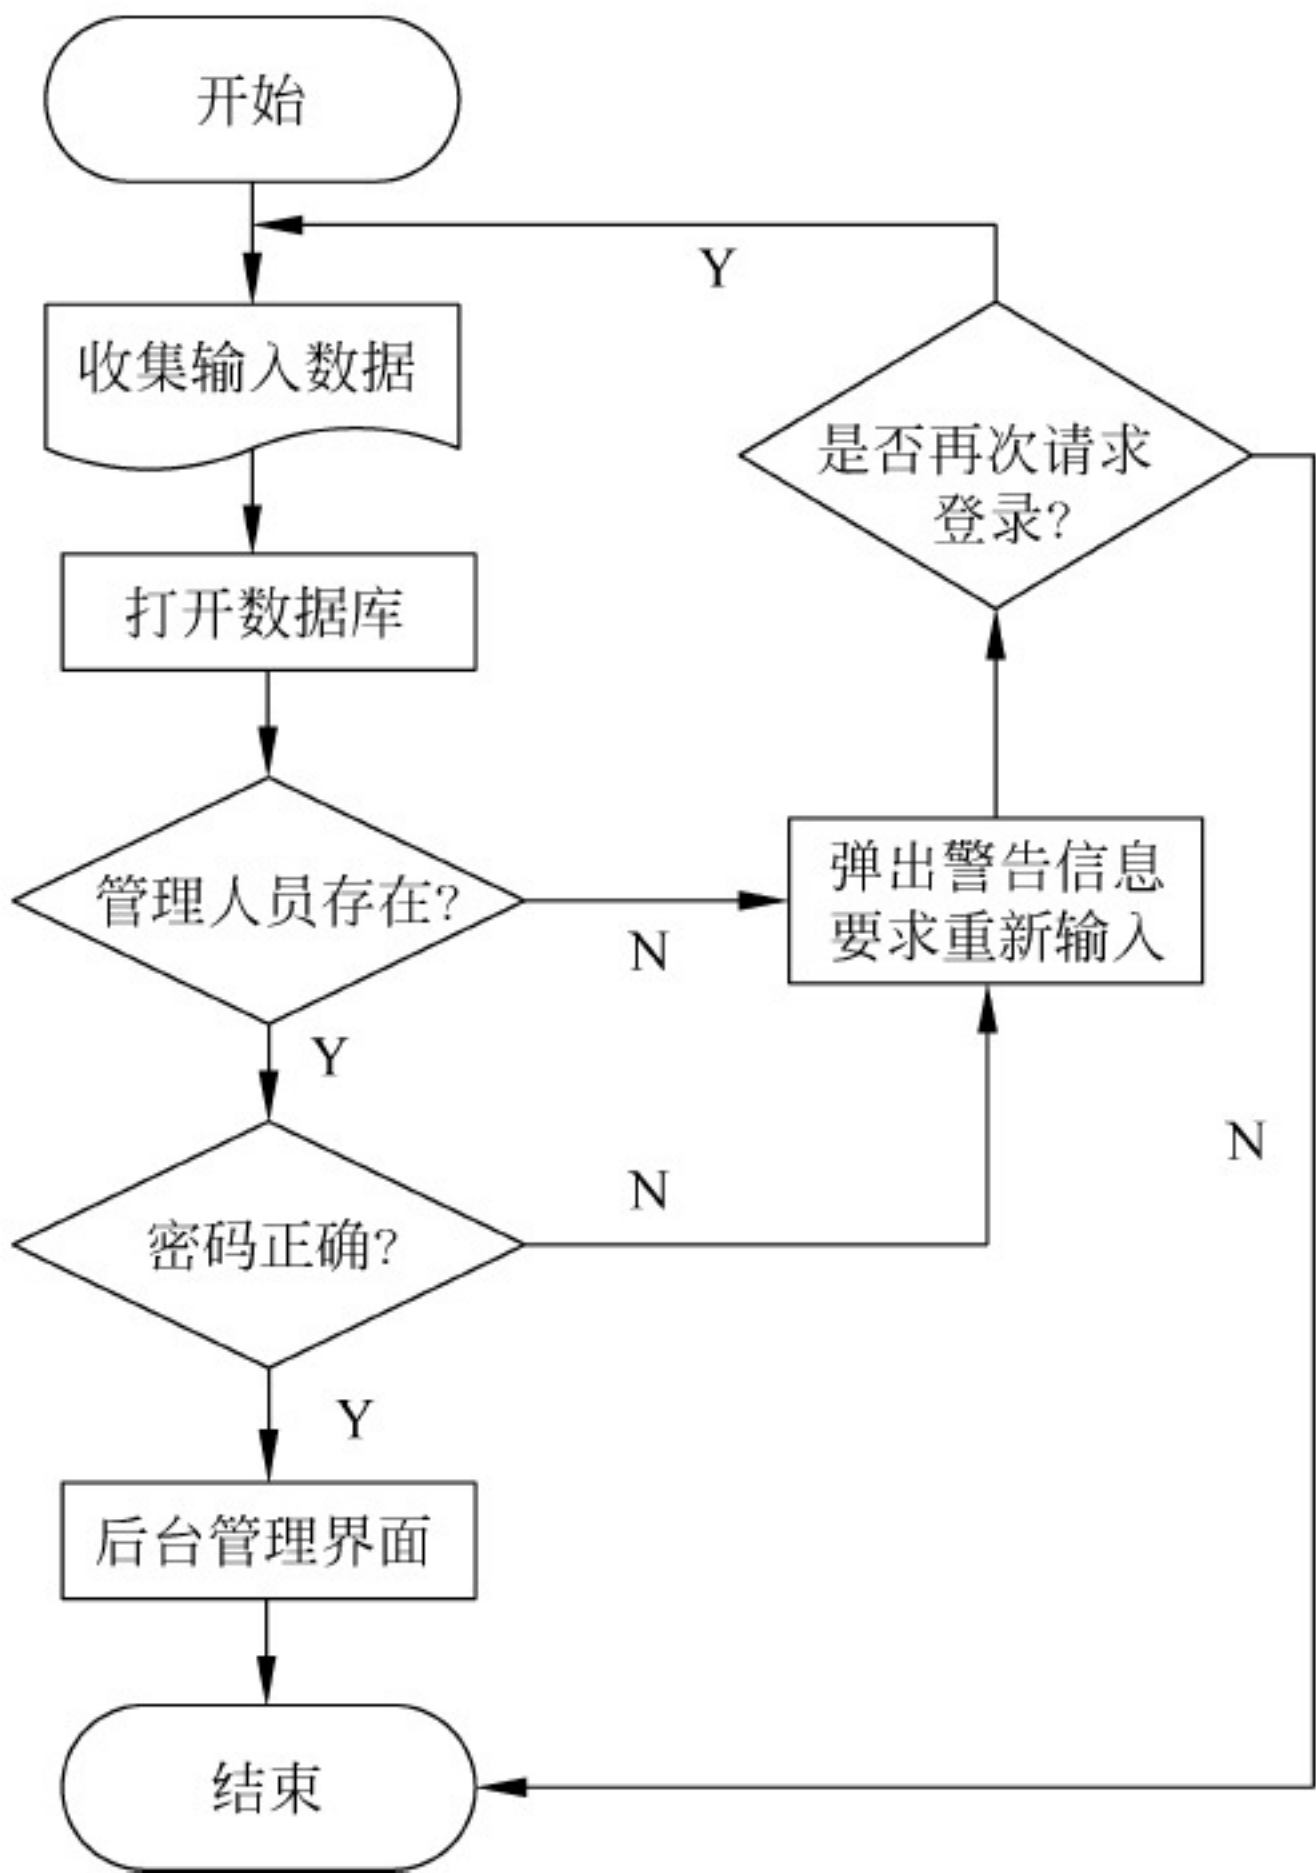 开始
Y
收集输入数据
是否再次请求
登录?
打开数据库
管理人员存在?
N
弹出警告信息
要求重新输入
Y
N
N
密码正确?
Y
后台管理界面
结束